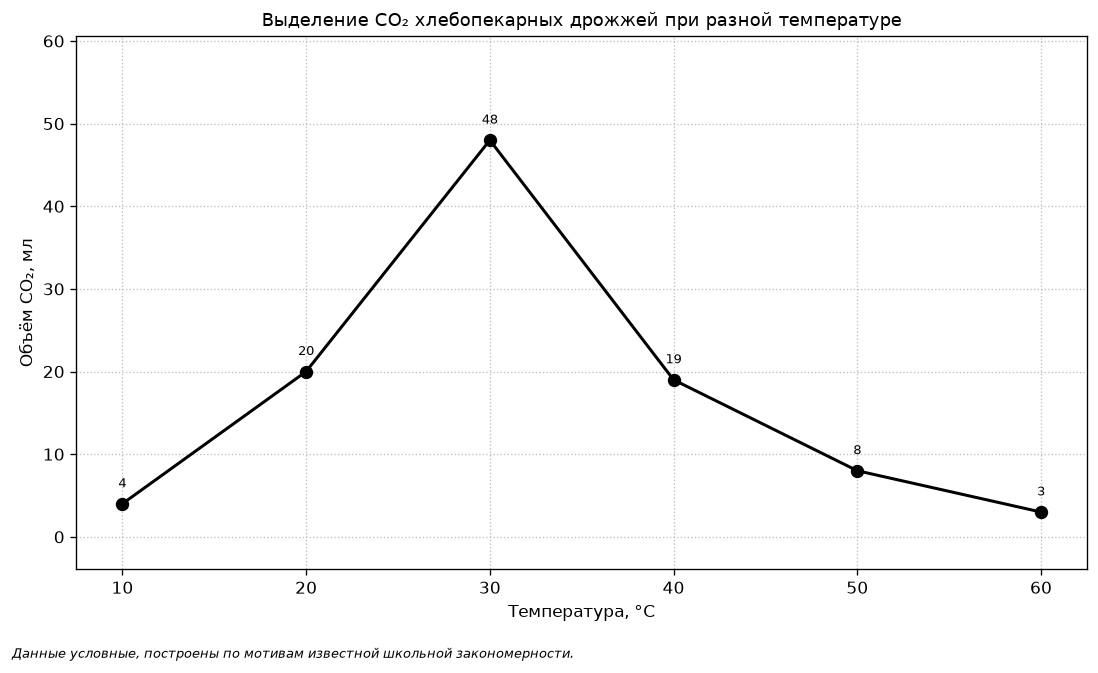 Выделение CO₂ хлебопекарных дрожжей при разной температуре
Объём CO₂, мл
60
50
40
30
20
10
0
4
20
48
19
8
3
10 20 30 40 50 60
Температура, °C
Данные условные, построены по мотивам известной школьной закономерности.